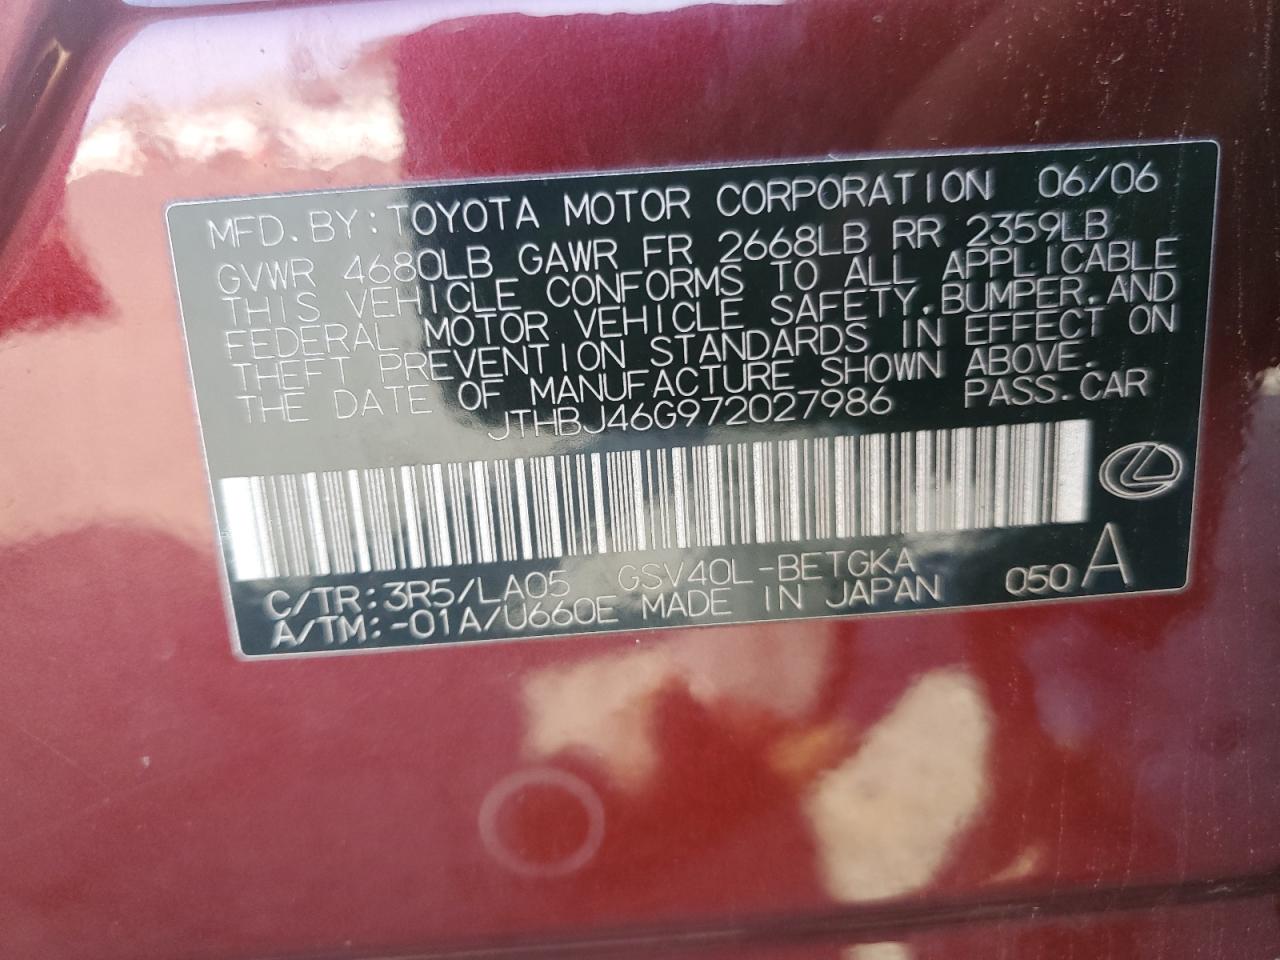 MFD. BY: TOYOTA MOTOR CORPORATION 06/06
GVWR 4680LB GAWR FR 2668LB RR 2359LB
THIS VEHICLE CONFORMS TO ALL APPLICABLE
FEDERAL MOTOR VEHICLE SAFETY, BUMPER, AND
THEFT PREVENTION STANDARDS IN EFFECT ON
THE DATE OF MANUFACTURE SHOWN ABOVE.
JTHBJ46G972027986 PASS. CAR
C/TR: 3R5/LA05 GSV40L-BETGKA
A/TM: -01A/U660E MADE IN JAPAN 050 A